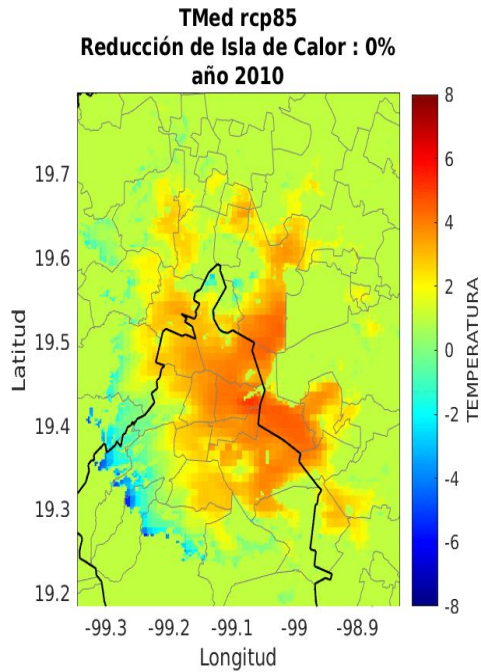 TMed rcp85
Reducción de Isla de Calor : 0%
año 2010
8
6
4
2
0
-2
-4
-6
-8
TEMPERATURA
19.7
19.6
19.5
19.4
19.3
19.2
Latitud
-99.3 -99.2 -99.1 -99 -98.9
Longitud